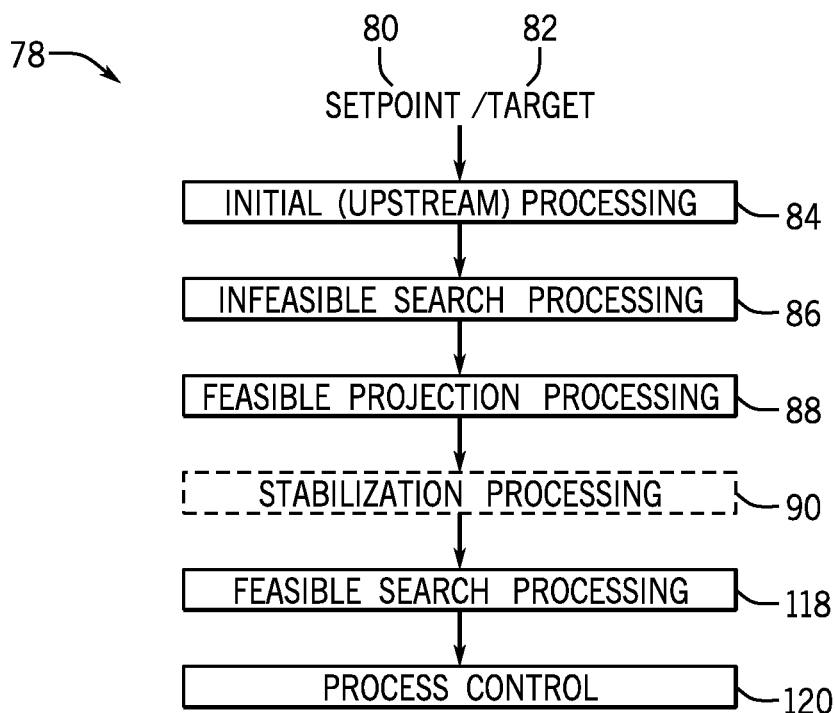 80 82
78
SETPOINT /TARGET
INITIAL (UPSTREAM) PROCESSING 84
INFEASIBLE SEARCH PROCESSING 86
FEASIBLE PROJECTION PROCESSING 88
STABILIZATION PROCESSING 90
FEASIBLE SEARCH PROCESSING 118
PROCESS CONTROL 120